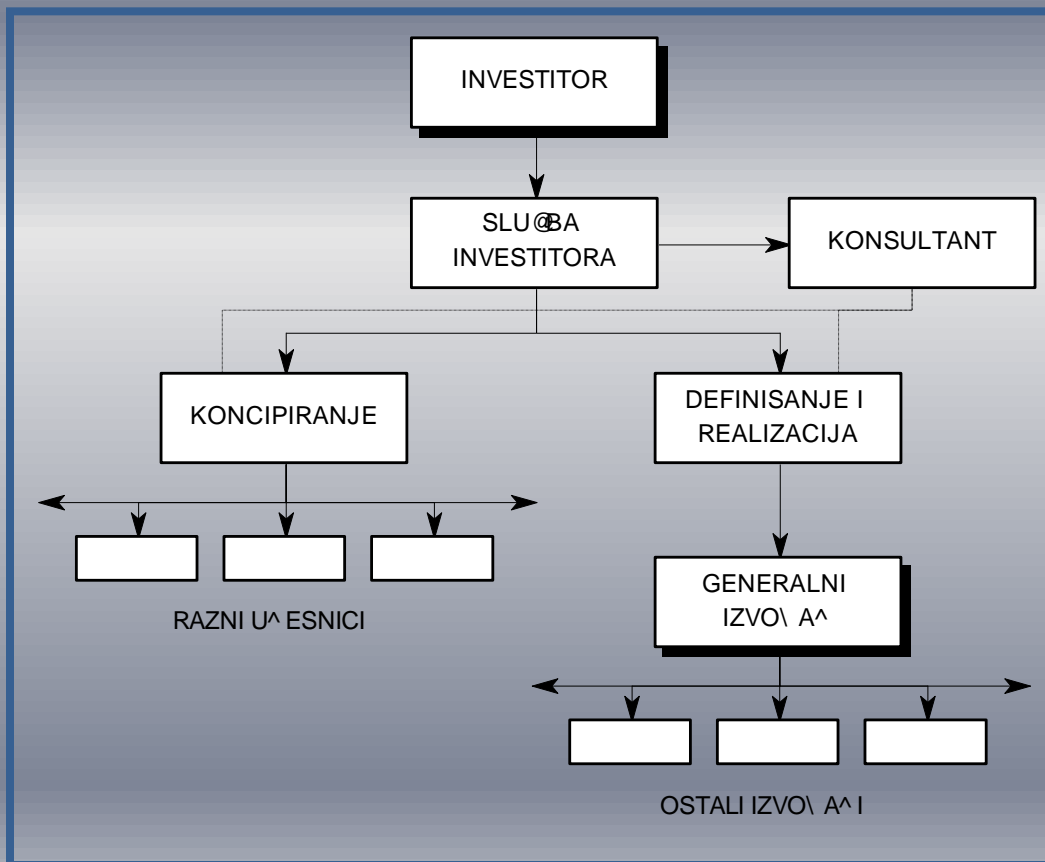 INVESTITOR
SLU@BA
INVESTITORA
KONSULTANT
KONCIPIRANJE
DEFINISANJE I
REALIZACIJA
GENERALNI
IZVO\ A^
RAZNI U^ ESNICI
OSTALI IZVO\ A^ I